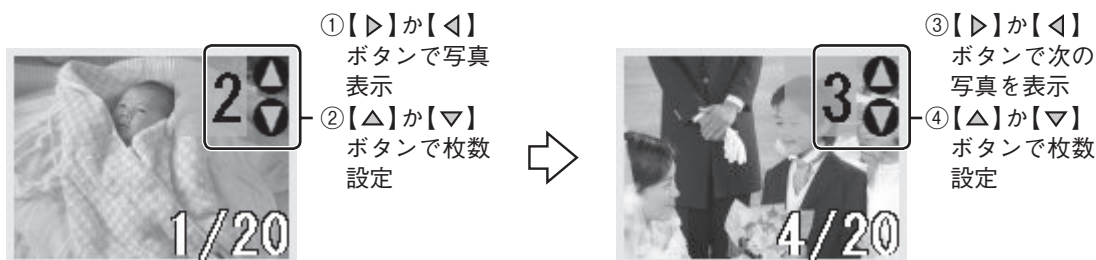 ①【▷】か【◁】
ボタンで写真
表示
②【△】か【▽】
ボタンで枚数
設定
2
1/20
③【▷】か【◁】
ボタンで次の
写真を表示
④【△】か【▽】
ボタンで枚数
設定
3
4/20